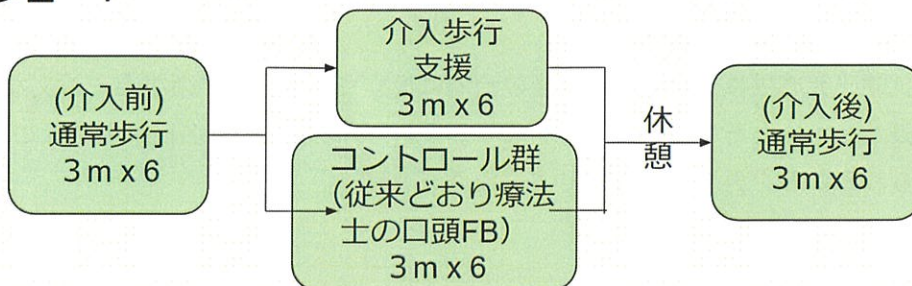 (介入前)
通常歩行
3m x 6
介入歩行
支援
3m x 6
コントロール群
(従来どおり療法
士の口頭FB)
3m x 6
休
憩
(介入後)
通常歩行
3m x 6